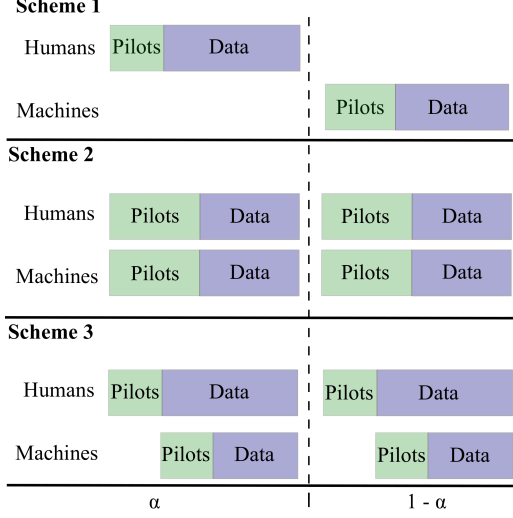 Scheme 1
Humans Pilots Data
Machines Pilots Data
Scheme 2
Humans Pilots Data Pilots Data
Machines Pilots Data Pilots Data
Scheme 3
Humans Pilots Data Pilots Data
Machines Pilots Data Pilots Data
α 1 - α